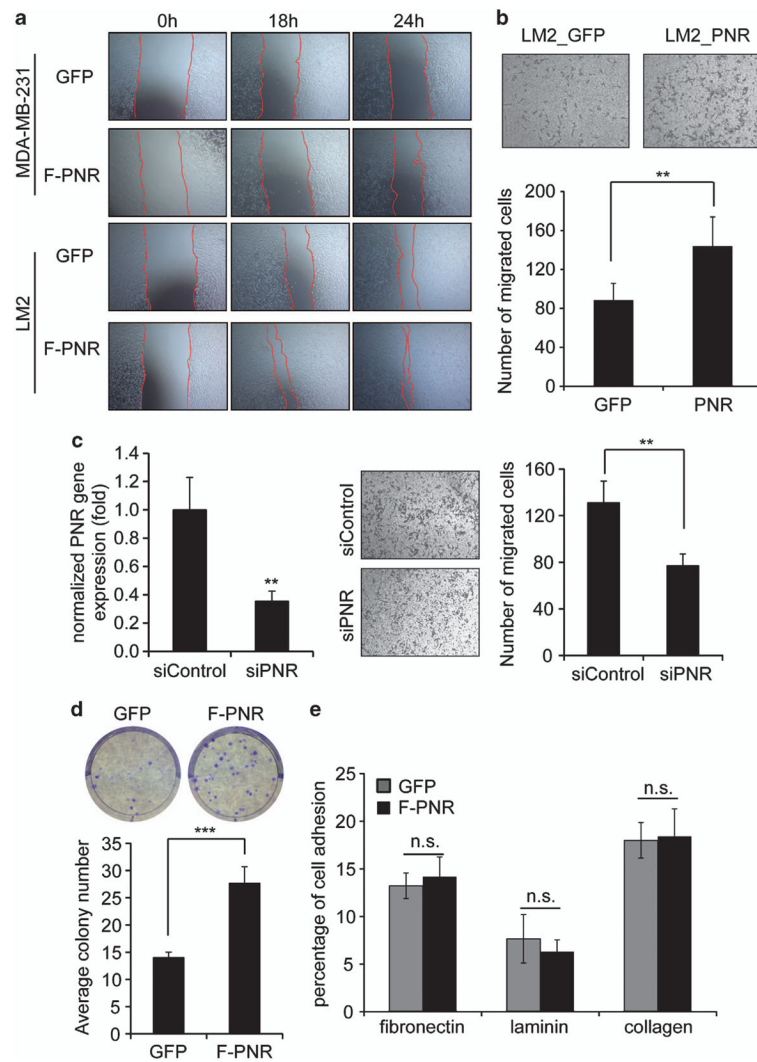 a
0h 18h 24h
MDA-MB-231
GFP
F-PNR
LM2
GFP
F-PNR
b
LM2_GFP LM2_PNR
Number of migrated cells
200
160
120
80
40
0
**
GFP PNR
c
normalized PNR gene
expression (fold)
1.4
1.2
1.0
0.8
0.6
0.4
0.2
0.0
**
siControl siPNR
siControl
siPNR
Number of migrated cells
160
120
80
40
0
**
siControl siPNR
d
GFP F-PNR
Average colony number
35
30
25
20
15
10
5
0
***
GFP F-PNR
e
percentage of cell adhesion
25
20
15
10
5
0
GFP
F-PNR
n.s.
n.s.
n.s.
fibronectin laminin collagen